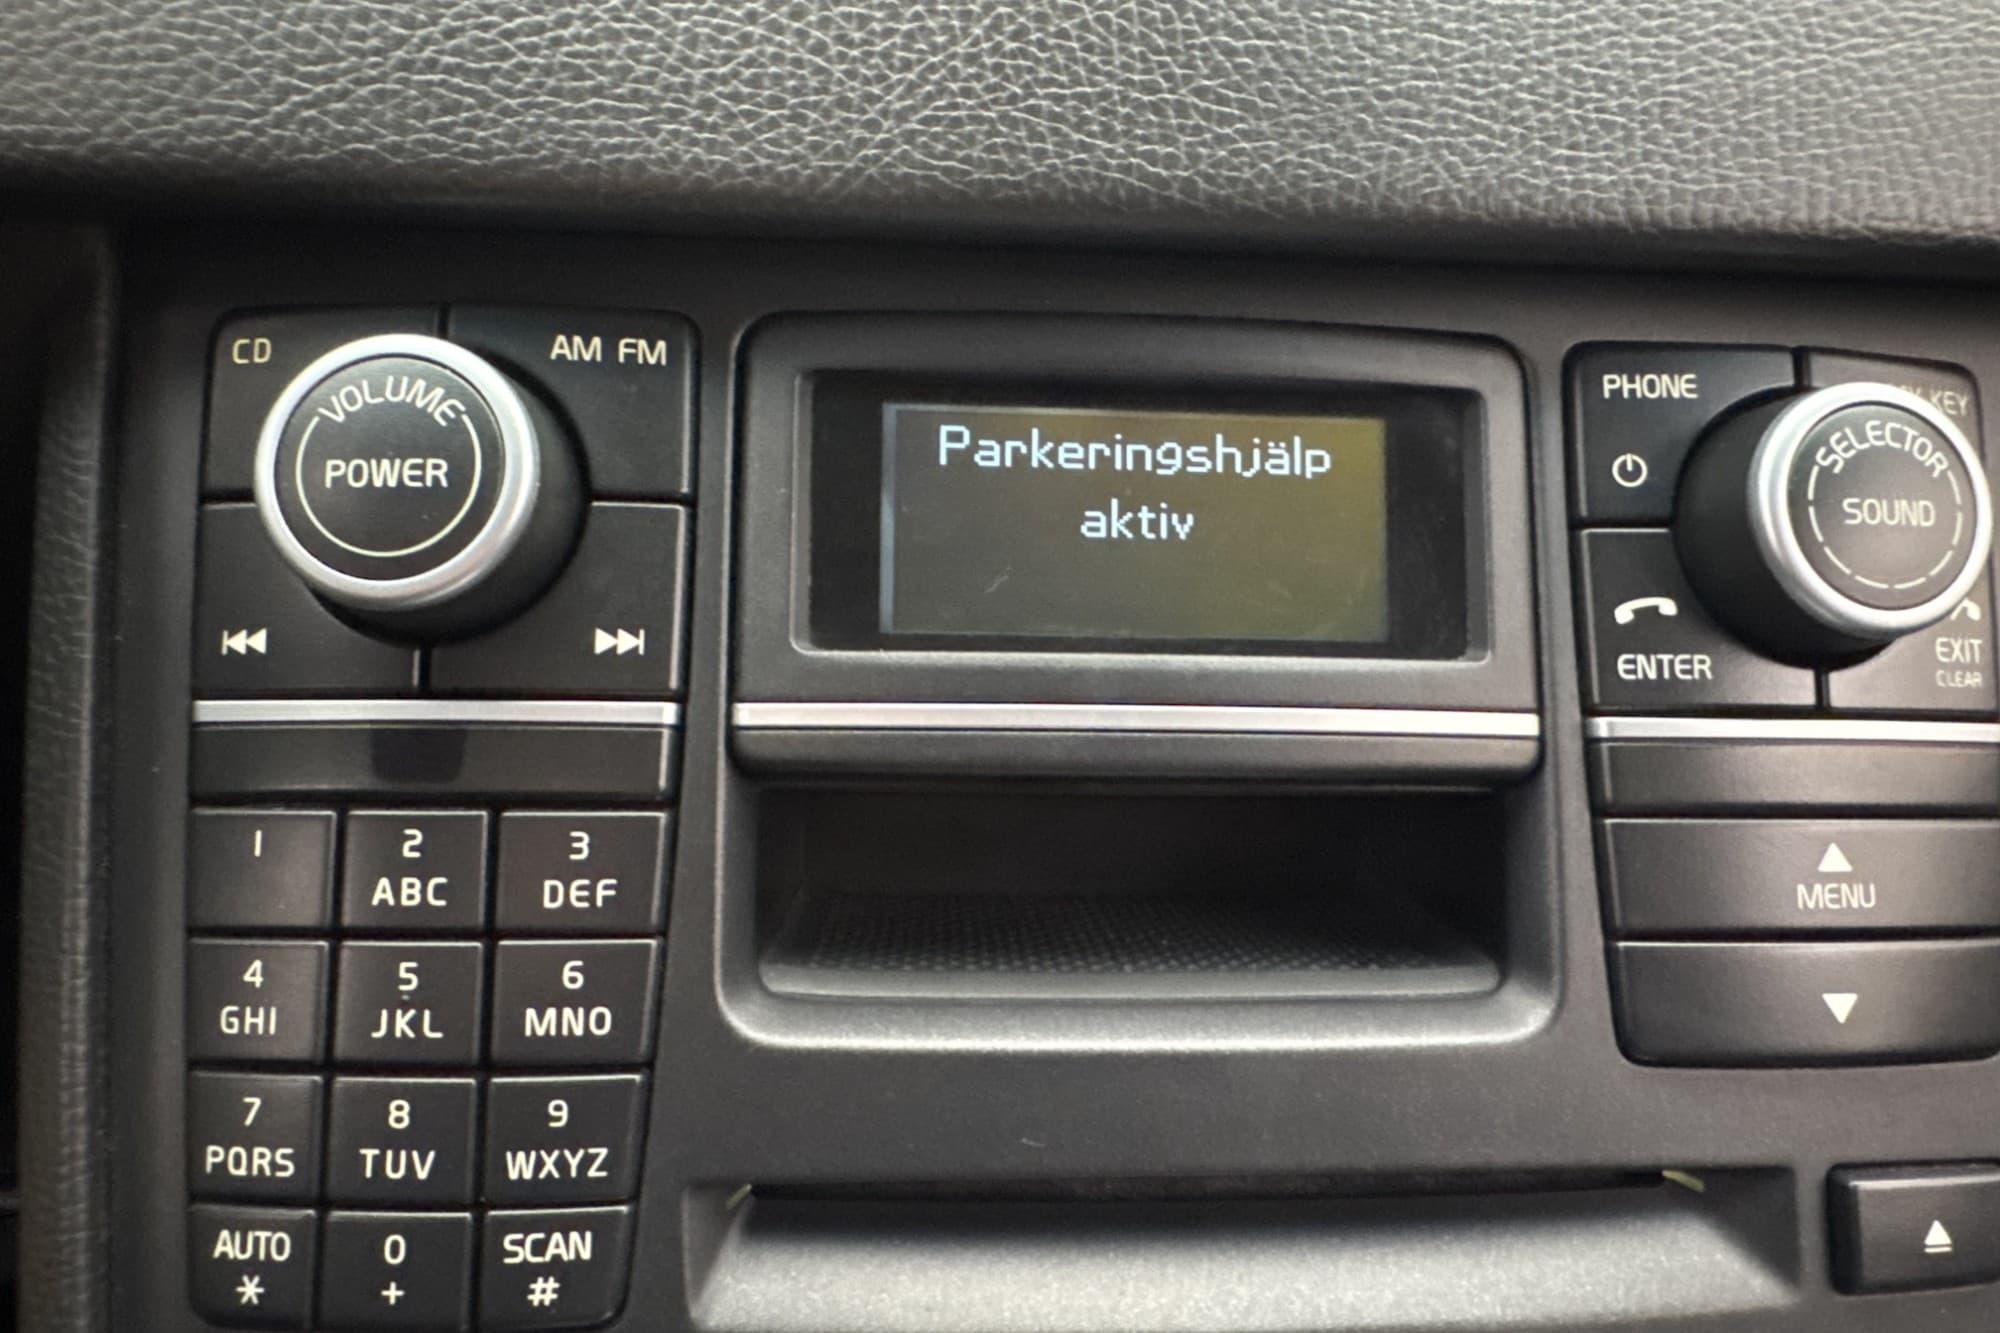 CD
AM FM
VOLUME
POWER
Parkeringshjälp
aktiv
PHONE
KEY
SELECTOR
SOUND
ENTER
EXIT
CLEAR
1
2
ABC
3
DEF
4
GHI
5
JKL
6
MNO
7
PQRS
8
TUV
9
WXYZ
AUTO
*
0
+
SCAN
#
MENU